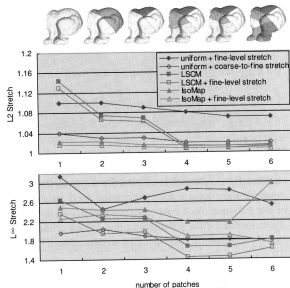 1.2
1.16
1.12
1.08
1.04
1
L2 Stretch
uniform + fine-level stretch
uniform + coarse-to-fine stretch
LSCM
LSCM + fine-level stretch
IsoMap
IsoMap + fine-level stretch
1 2 3 4 5 6
3
2.6
2.2
1.8
1.4
L∞ Stretch
1 2 3 4 5 6
number of patches